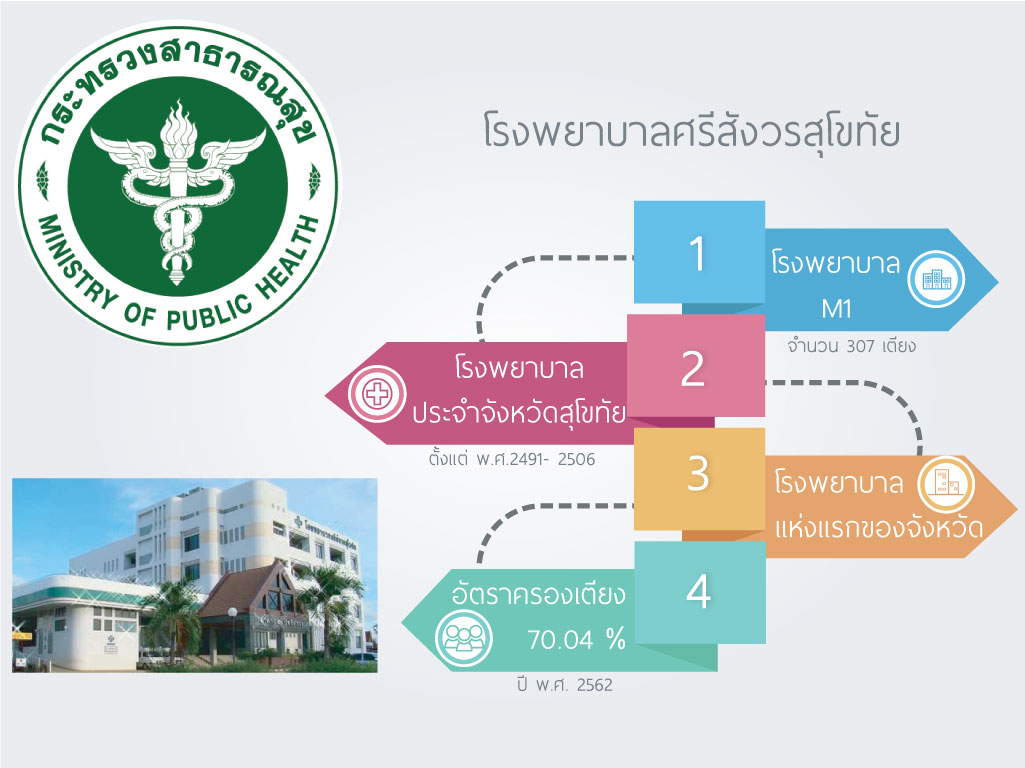 กระทรวงสาธารณสุข
MINISTRY OF PUBLIC HEALTH
โรงพยาบาลศรีสังวรสุโขทัย
1
โรงพยาบาล
M1
จำนวน 307 เตียง
2
โรงพยาบาล
ประจำจังหวัดสุโขทัย
ตั้งแต่ พ.ศ.2491- 2506
3
โรงพยาบาล
แห่งแรกของจังหวัด
4
อัตราครองเตียง
70.04 %
ปี พ.ศ. 2562